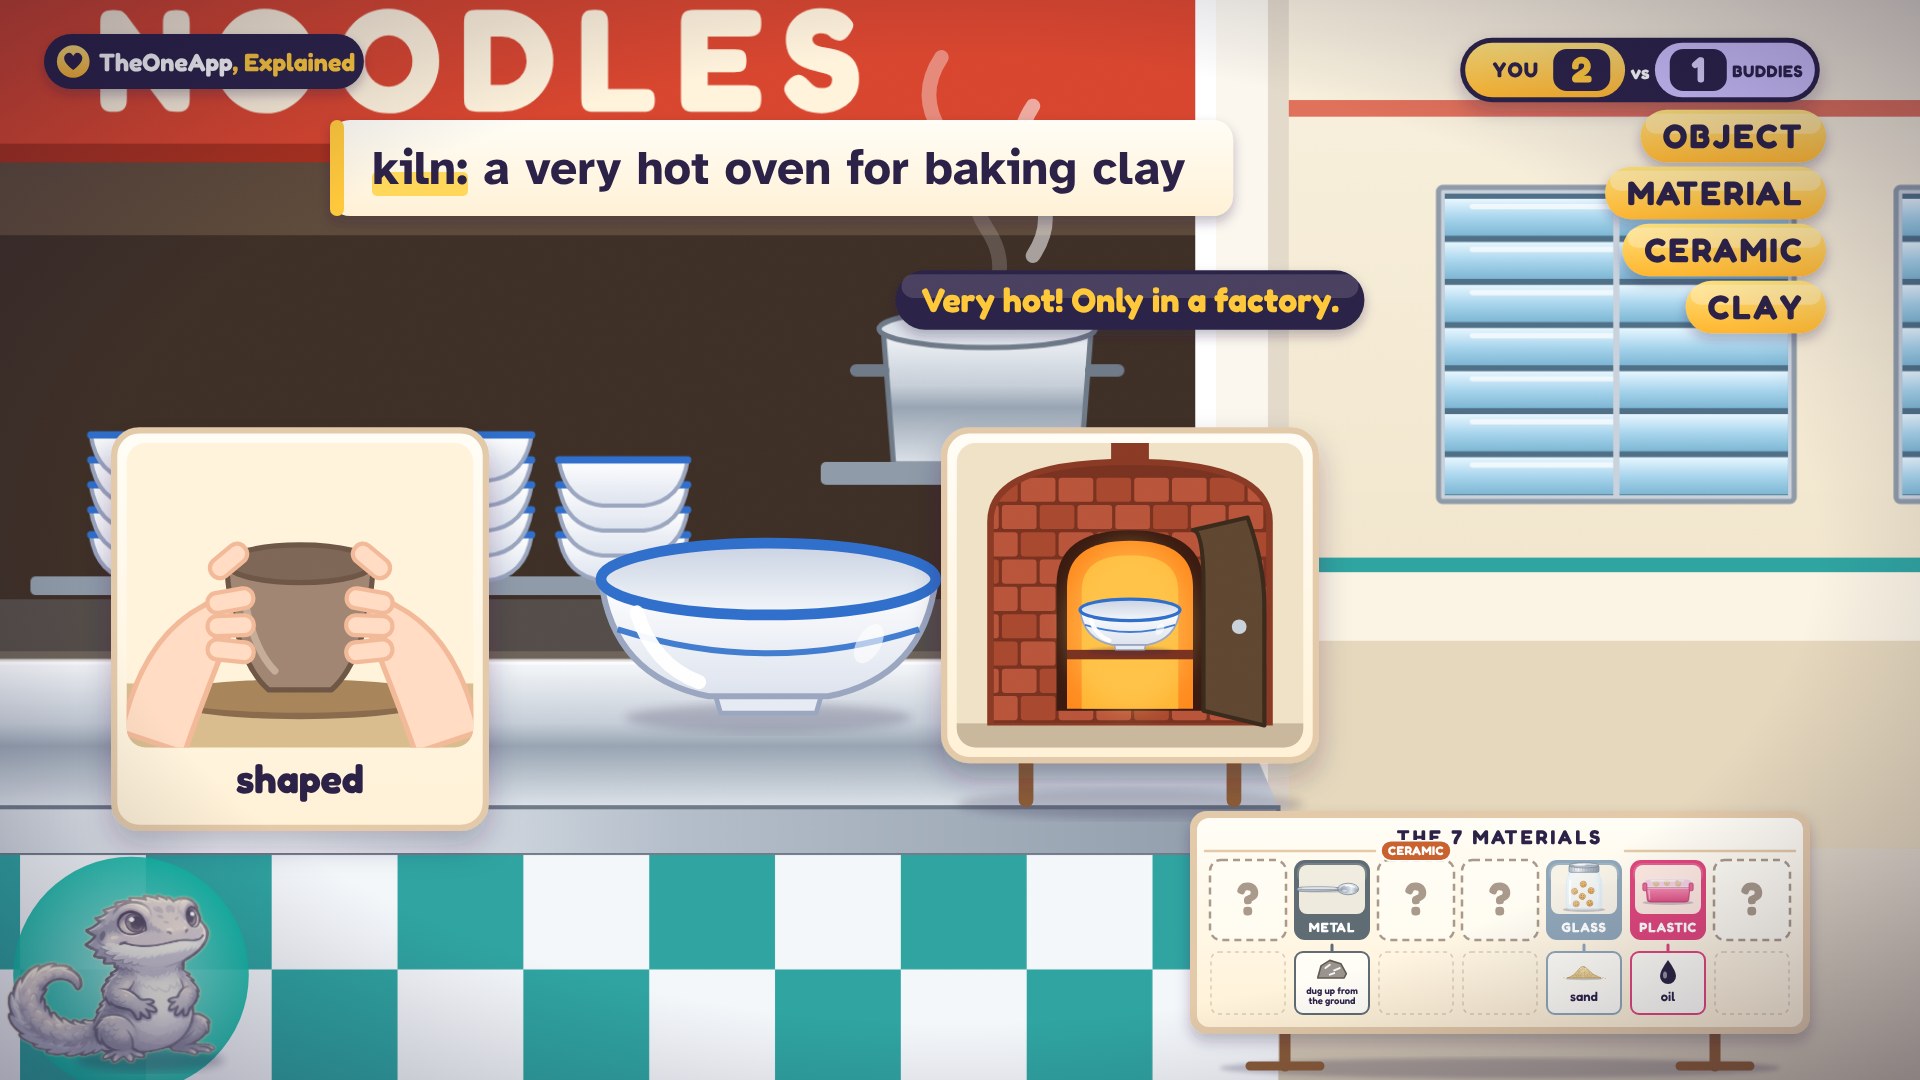 NOODLES
TheOneApp, Explained
YOU 2 vs 1 BUDDIES
kiln: a very hot oven for baking clay
OBJECT
MATERIAL
CERAMIC
CLAY
Very hot! Only in a factory.
shaped
THE 7 MATERIALS
CERAMIC
? METAL ? ? GLASS PLASTIC ?
dug up from
the ground
sand
oil